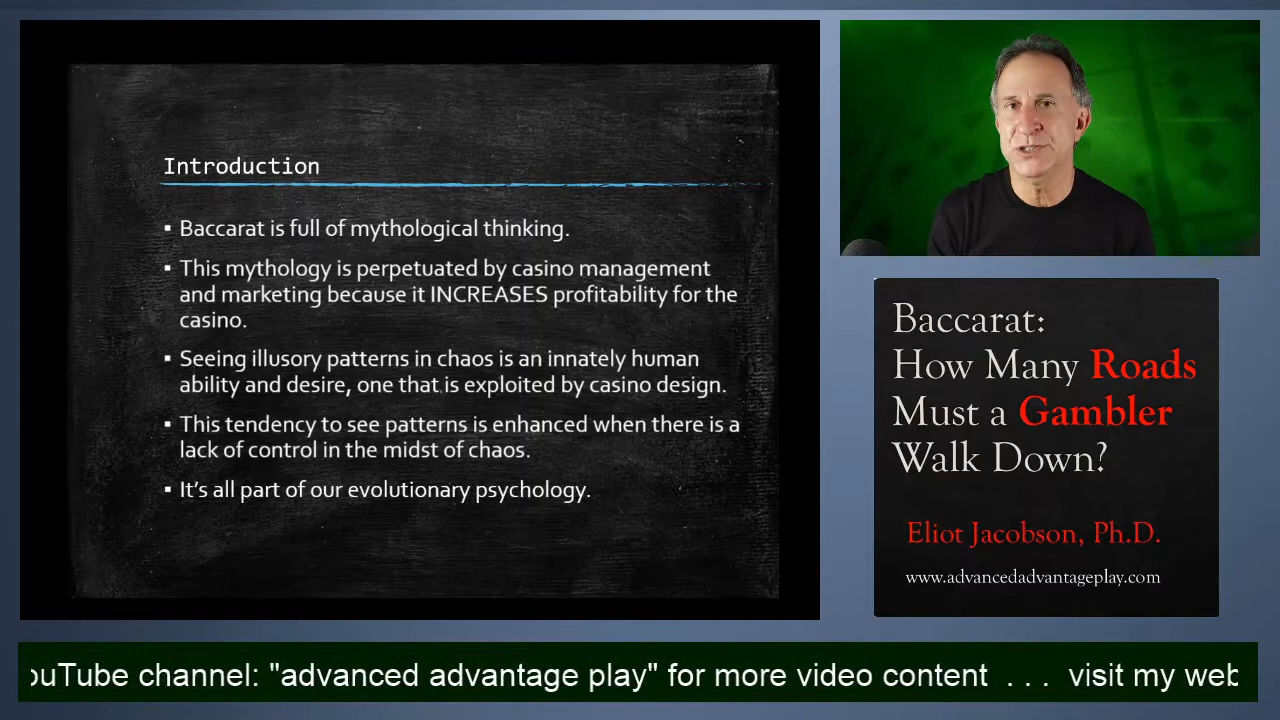 Introduction
▪ Baccarat is full of mythological thinking.
▪ This mythology is perpetuated by casino management
and marketing because it INCREASES profitability for the
casino.
▪ Seeing illusory patterns in chaos is an innately human
ability and desire, one that is exploited by casino design.
▪ This tendency to see patterns is enhanced when there is a
lack of control in the midst of chaos.
▪ It's all part of our evolutionary psychology.
Baccarat:
How Many Roads
Must a Gambler
Walk Down?
Eliot Jacobson, Ph.D.
www.advancedadvantageplay.com
ouTube channel: "advanced advantage play" for more video content . . . visit my web